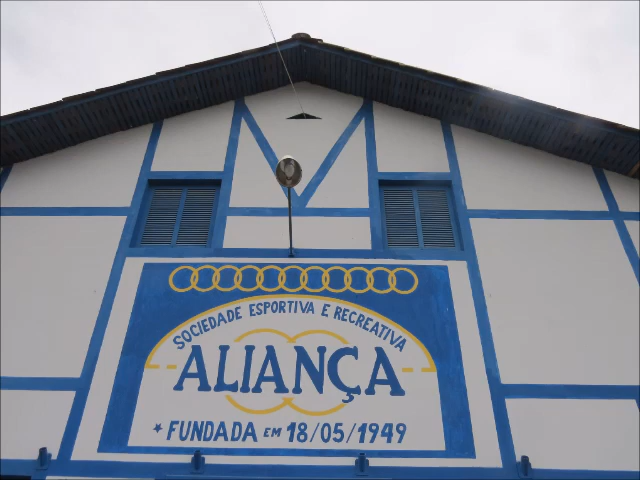 SOCIEDADE ESPORTIVA E RECREATIVA
ALIANÇA
* FUNDADA EM 18/05/1949